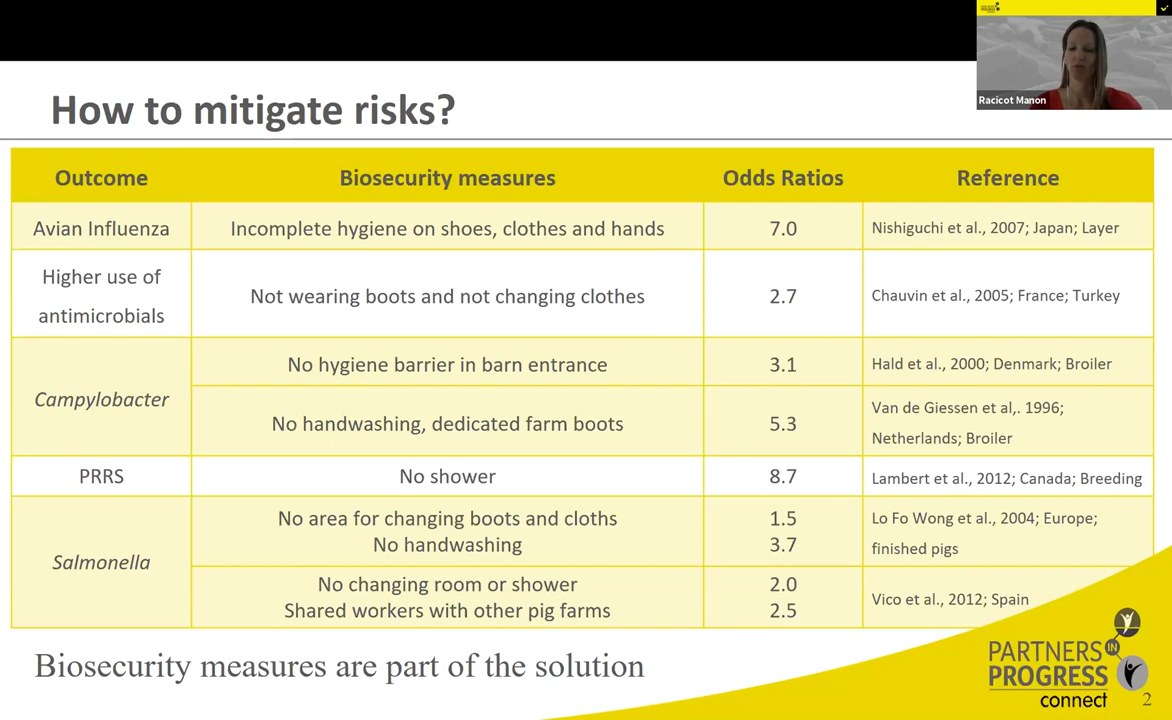 Racicot Manon
How to mitigate risks?
Outcome Biosecurity measures Odds Ratios Reference
Avian Influenza Incomplete hygiene on shoes, clothes and hands 7.0 Nishiguchi et al., 2007; Japan; Layer
Higher use of
antimicrobials
Not wearing boots and not changing clothes 2.7 Chauvin et al., 2005; France; Turkey
Campylobacter
No hygiene barrier in barn entrance 3.1 Hald et al., 2000; Denmark; Broiler
No handwashing, dedicated farm boots 5.3 Van de Giessen et al,. 1996;
Netherlands; Broiler
PRRS No shower 8.7 Lambert et al., 2012; Canada; Breeding
Salmonella
No area for changing boots and cloths 1.5 Lo Fo Wong et al., 2004; Europe;
No handwashing 3.7 finished pigs
No changing room or shower 2.0 Vico et al., 2012; Spain
Shared workers with other pig farms 2.5
Biosecurity measures are part of the solution
PARTNERS IN
PROGRESS
connect
2